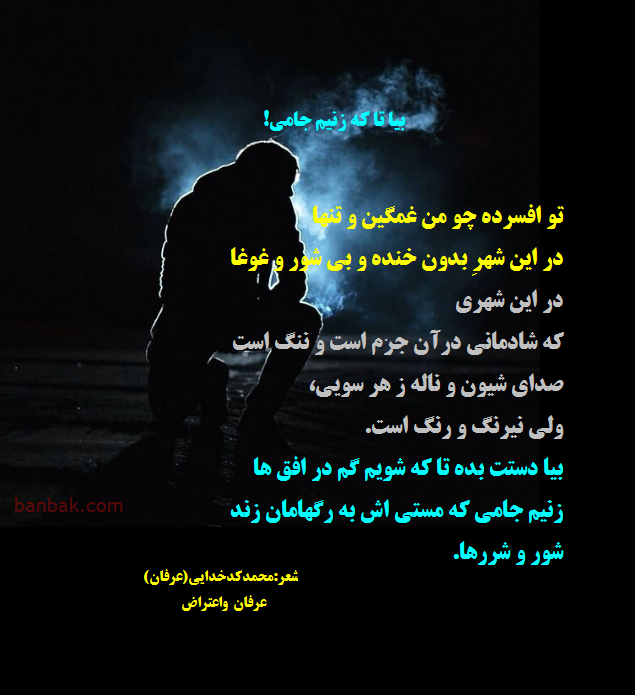 بیا تا که زنیم جامی!
تو افسرده چو من غمگین و تنها
در این شهرِ بدون خنده و بی شور و غوغا
در این شهری
که شادمانی درآن جرم است و ننگ است
صدای شیون و ناله ز هر سویی،
ولی نیرنگ و رنگ است.
بیا دستت بده تا که شویم گم در افق ها
زنیم جامی که مستی اش به رگهامان زند
شور و شررها.
banbak.com
شعر:محمدکدخدایی(عرفان)
عرفان واعتراض